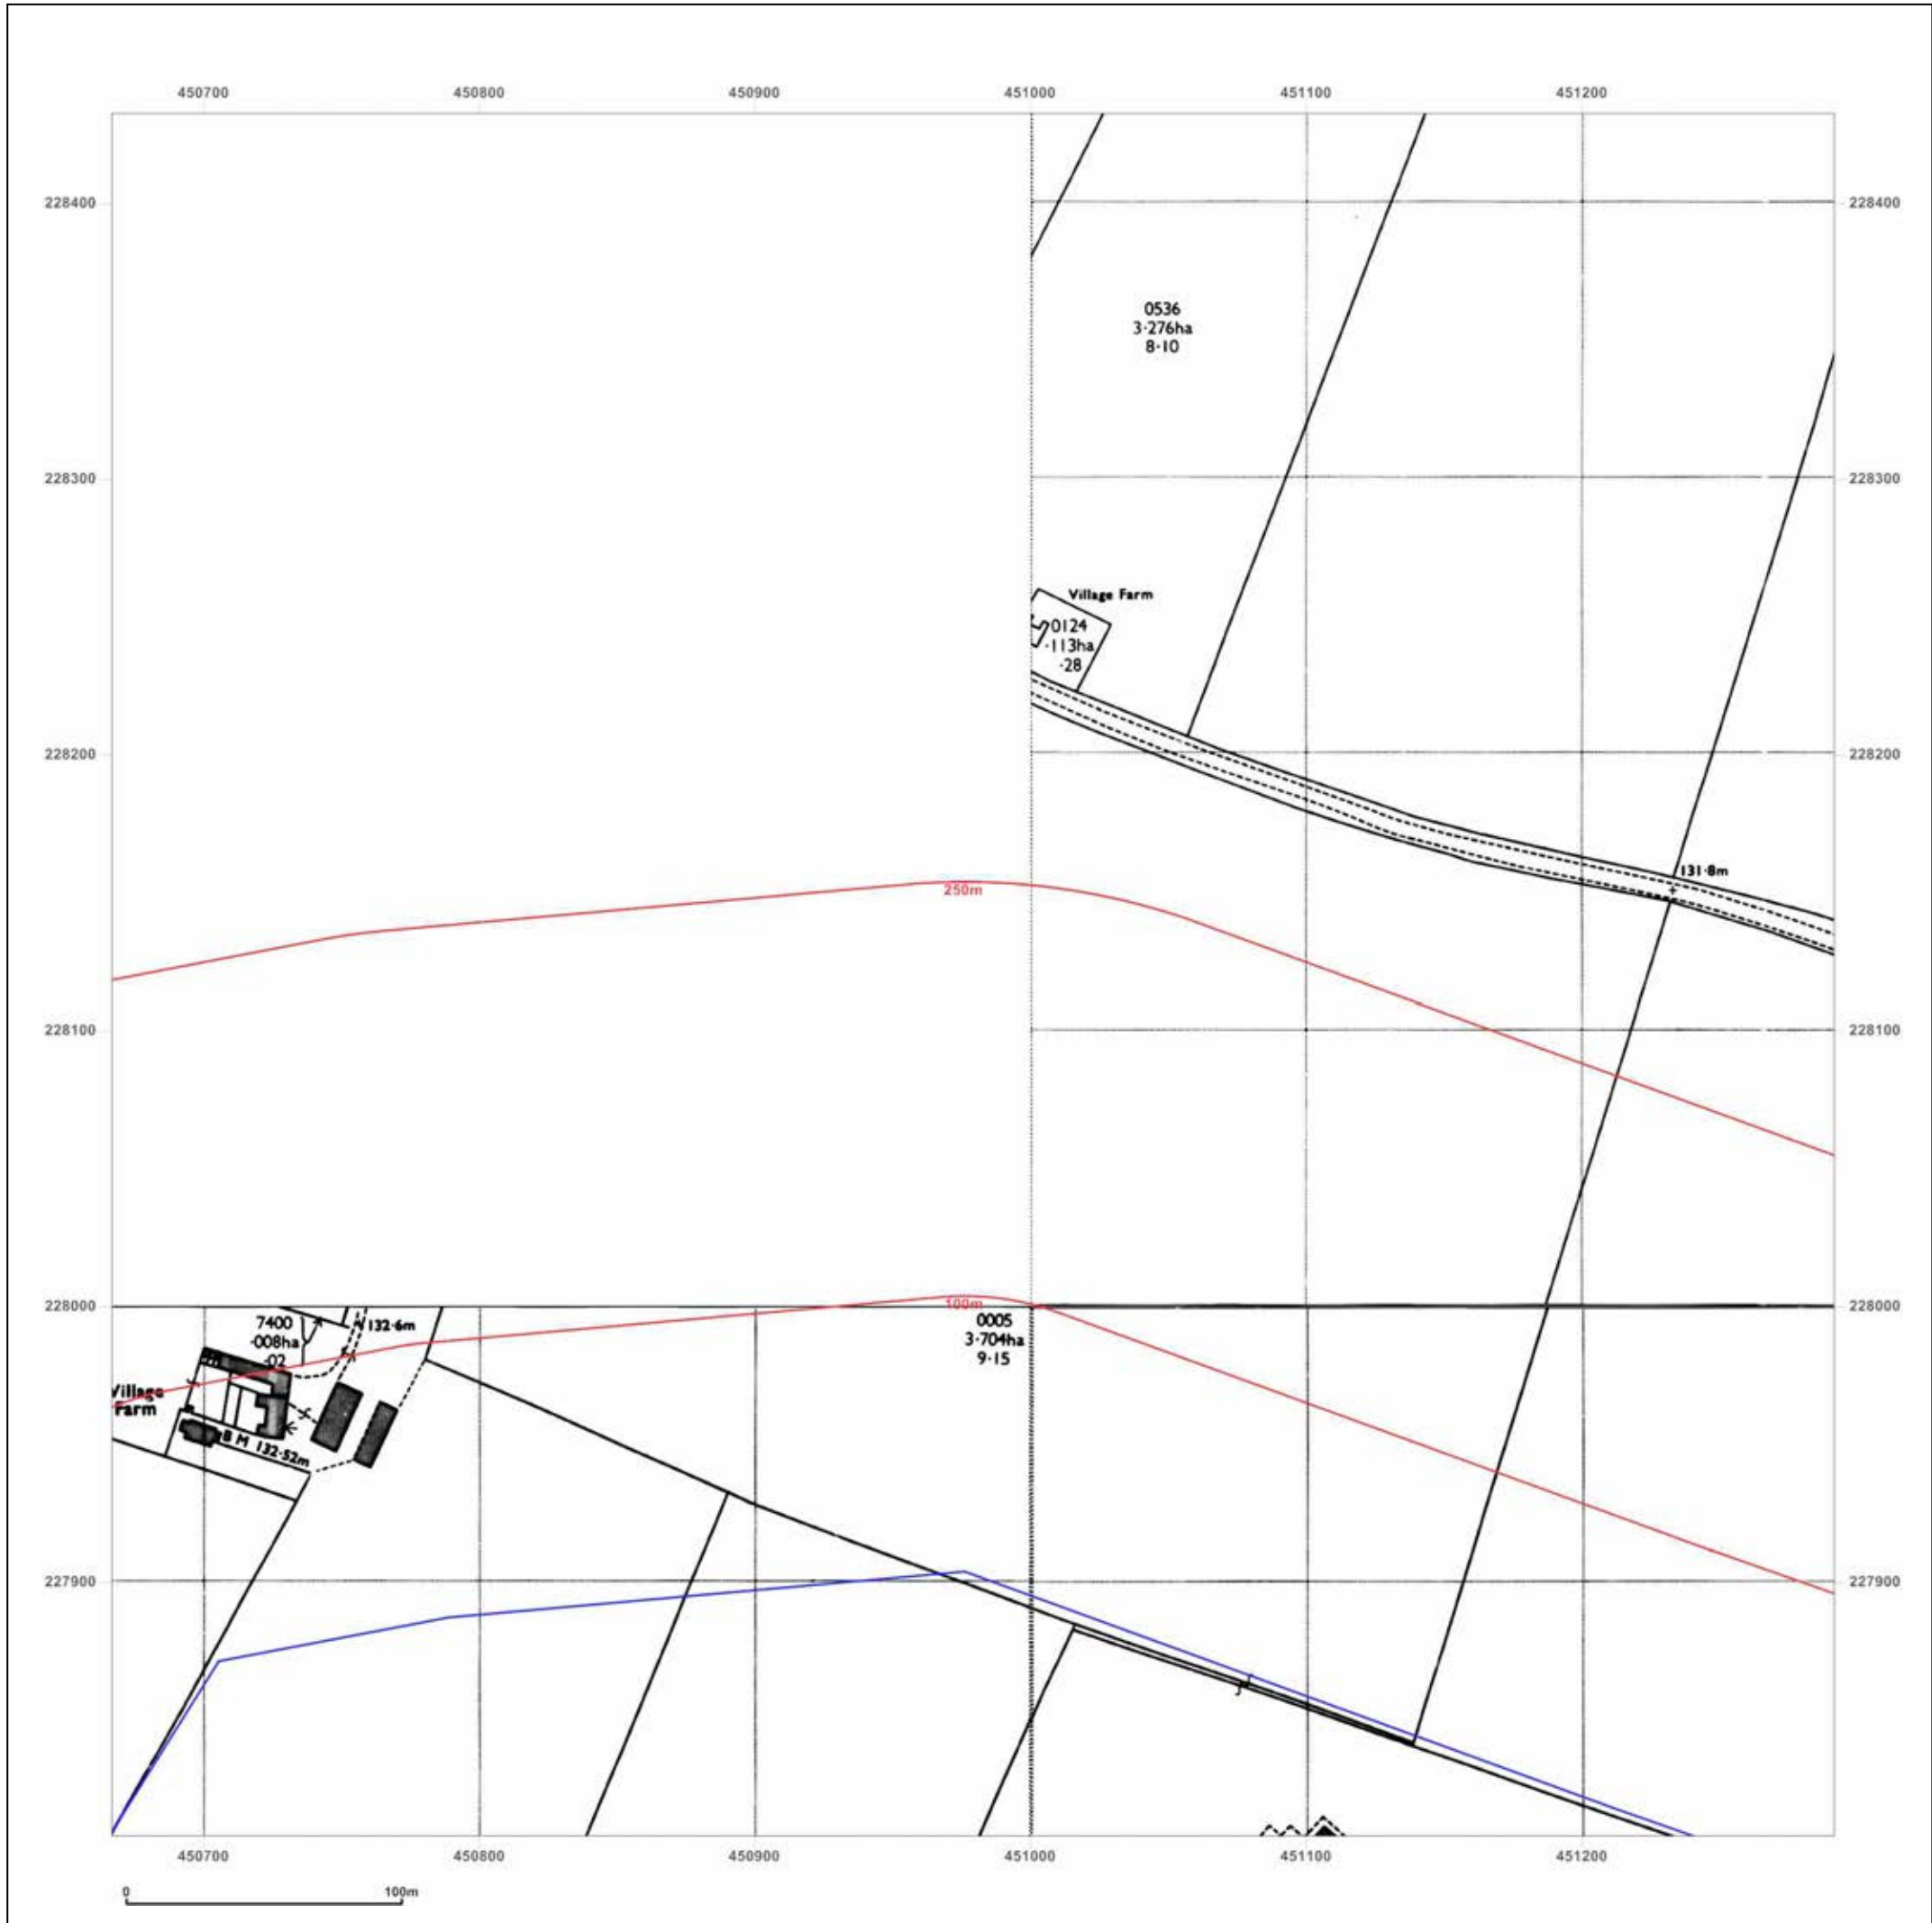 450700 450800 450900 451000 451100 451200
228400 228400
0536
3·276ha
8·10
228300 228300
Village Farm
0124
·113ha
·28
228200 228200
131·8m
250m
228100 228100
228000 228000
100m
7400
·008ha
·02
132·6m
0005
3·704ha
9·15
Village
Farm
B M 132·52m
227900 227900
450700 450800 450900 451000 451100 451200
0 100m